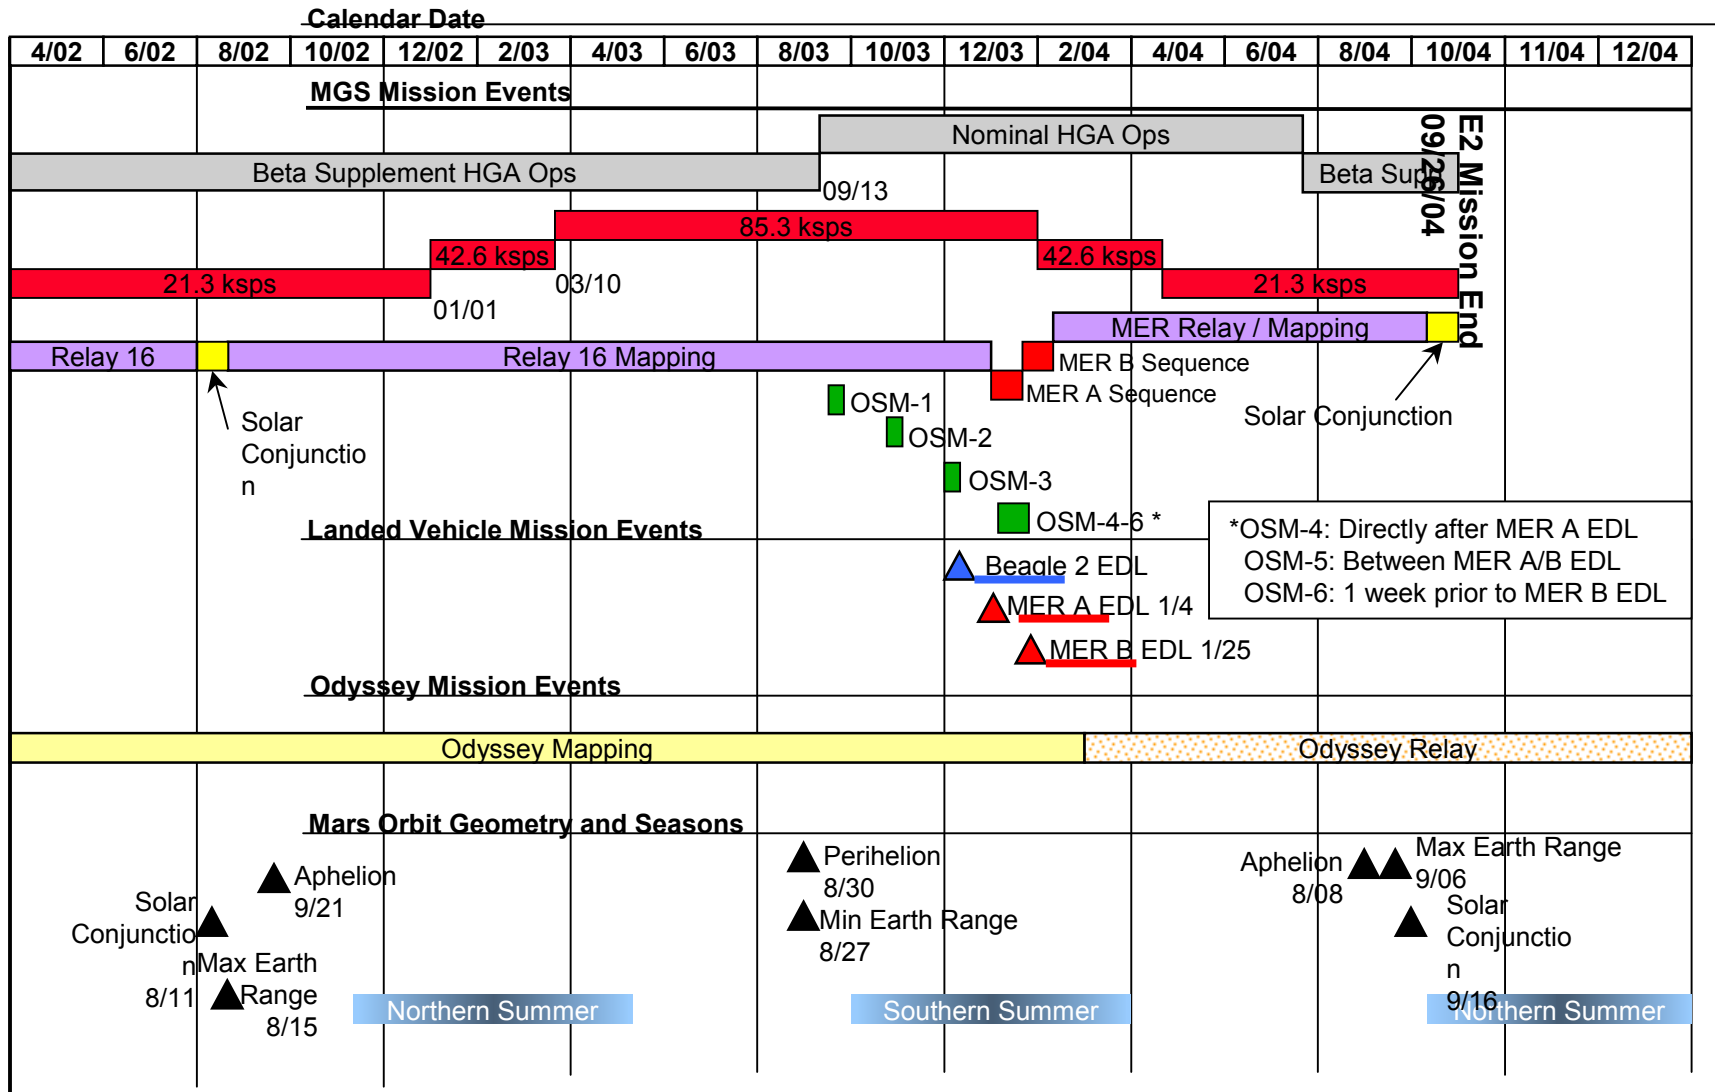 Calendar Date
4/02 6/02 8/02 10/02 12/02 2/03 4/03 6/03 8/03 10/03 12/03 2/04 4/04 6/04 8/04 10/04 11/04 12/04
MGS Mission Events
Nominal HGA Ops
Beta Supplement HGA Ops
Beta Supp
09/13
E2 Mission End
09/26/04
85.3 ksps
42.6 ksps
42.6 ksps
21.3 ksps
03/10
21.3 ksps
01/01
MER Relay / Mapping
Relay 16
Relay 16 Mapping
MER B Sequence
MER A Sequence
Solar
Conjunctio
n
Solar Conjunction
OSM-1
OSM-2
OSM-3
OSM-4-6 *
*OSM-4: Directly after MER A EDL
OSM-5: Between MER A/B EDL
OSM-6: 1 week prior to MER B EDL
Landed Vehicle Mission Events
Beagle 2 EDL
MER A EDL 1/4
MER B EDL 1/25
Odyssey Mission Events
Odyssey Mapping
Odyssey Relay
Mars Orbit Geometry and Seasons
Solar
Conjunctio
n
8/11
Aphelion
9/21
Max Earth
Range
8/15
Perihelion
8/30
Min Earth Range
8/27
Aphelion
8/08
Max Earth Range
9/06
Solar
Conjunctio
n
9/16
Northern Summer
Southern Summer
Northern Summer